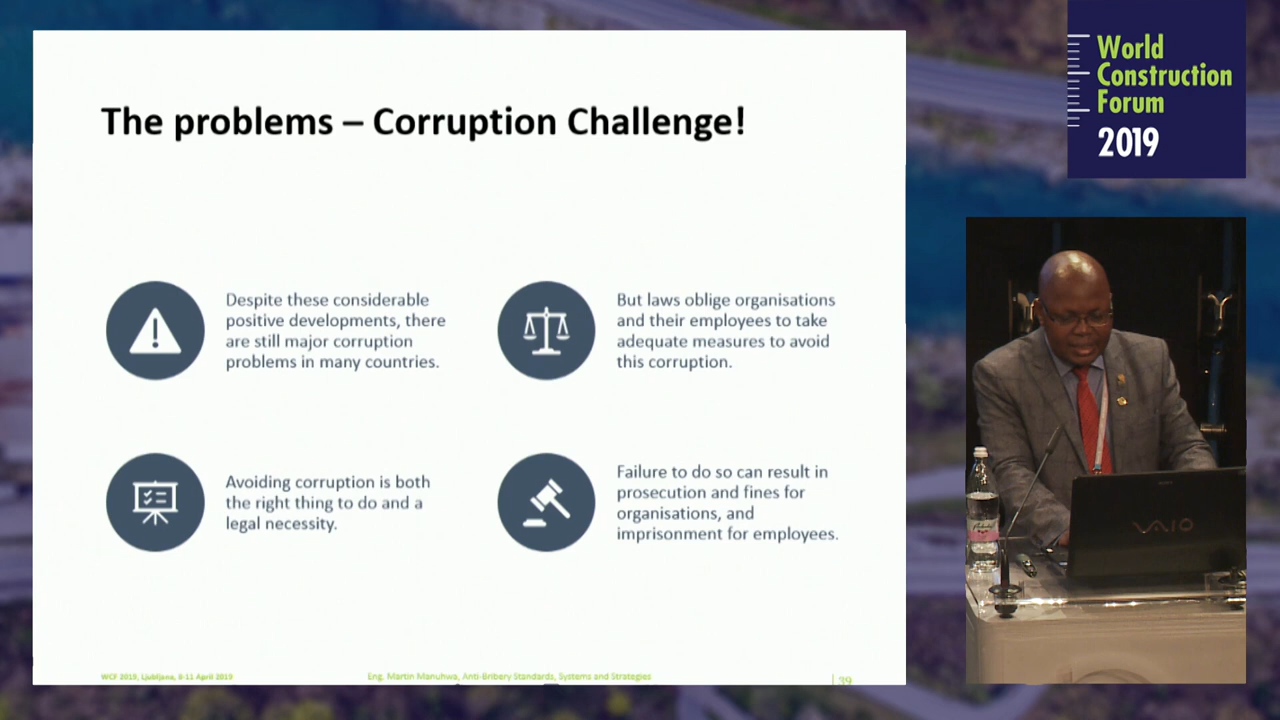 The problems – Corruption Challenge!
Despite these considerable
positive developments, there
are still major corruption
problems in many countries.
But laws oblige organisations
and their employees to take
adequate measures to avoid
this corruption.
Avoiding corruption is both
the right thing to do and a
legal necessity.
Failure to do so can result in
prosecution and fines for
organisations, and
imprisonment for employees.
WCF 2019, Ljubljana, 8-11 April 2019
Eng. Martin Manuhwa, Anti-Bribery Standards, Systems and Strategies
| 39
World
Construction
Forum
2019
VAIO